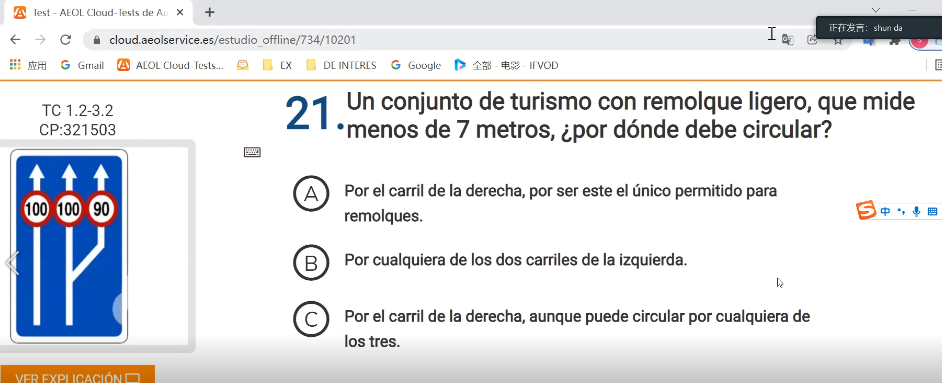 Test - AEOL Cloud-Tests de Au
正在发言: shun da
cloud.aeolservice.es/estudio_offline/734/10201
应用
Gmail
AEOL Cloud-Tests...
EX
DE INTERES
Google
全部 - 电影 - IFVOD
TC 1.2-3.2
CP:321503
21. Un conjunto de turismo con remolque ligero, que mide
menos de 7 metros, ¿por dónde debe circular?
100 100 90
中
A Por el carril de la derecha, por ser este el único permitido para
remolques.
B Por cualquiera de los dos carriles de la izquierda.
C Por el carril de la derecha, aunque puede circular por cualquiera de
los tres.
VER EXPLICACIÓN